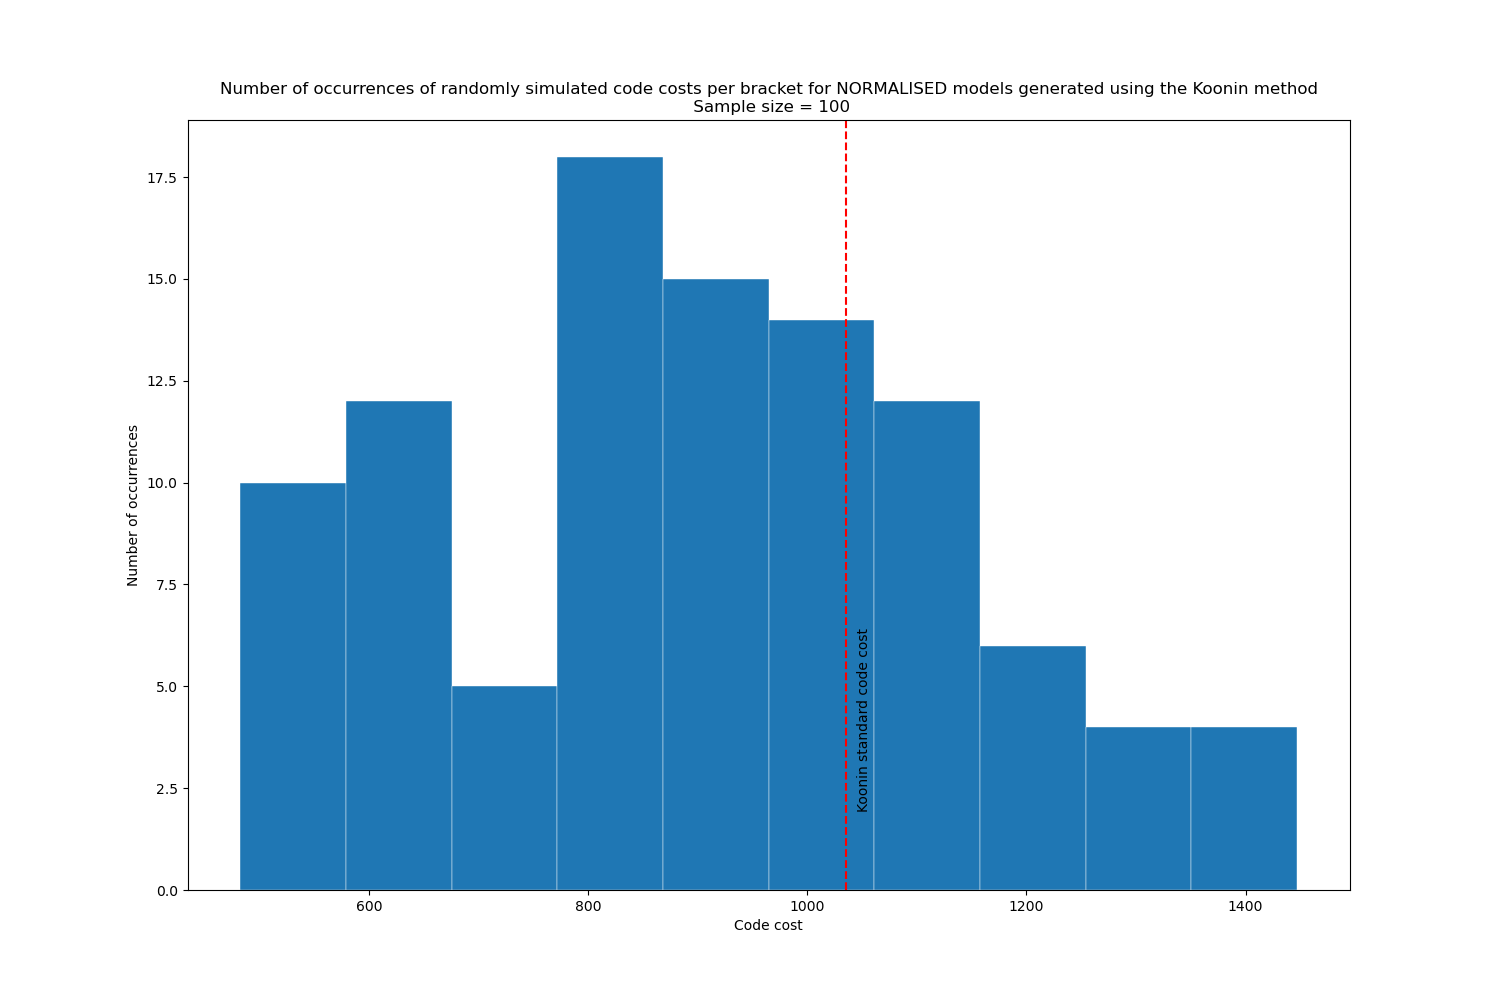 Number of occurrences of randomly simulated code costs per bracket for NORMALISED models generated using the Koonin method
Sample size = 100
17.5
15.0
12.5
10.0
7.5
5.0
2.5
0.0
Number of occurrences
Koonin standard code cost
600
800
1000
1200
1400
Code cost